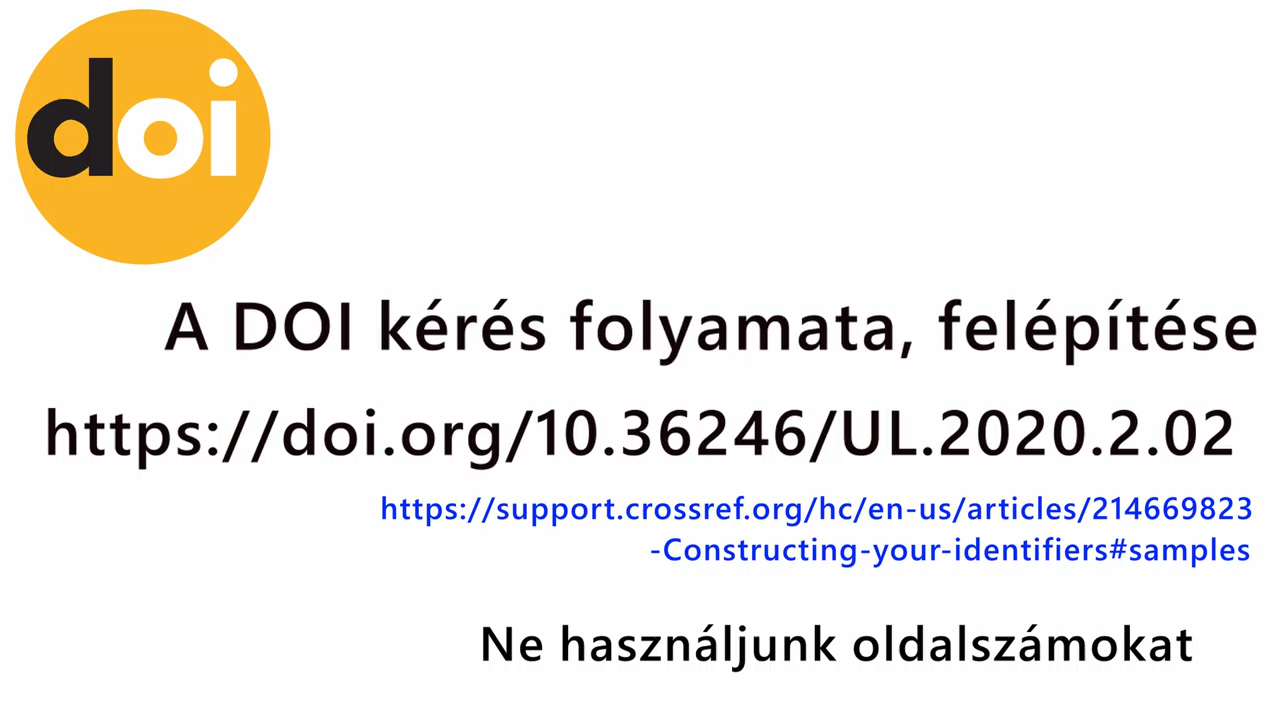 doi
A DOI kérés folyamata, felépítése
https://doi.org/10.36246/UL.2020.2.02
https://support.crossref.org/hc/en-us/articles/214669823
-Constructing-your-identifiers#samples
Ne használjunk oldalszámokat